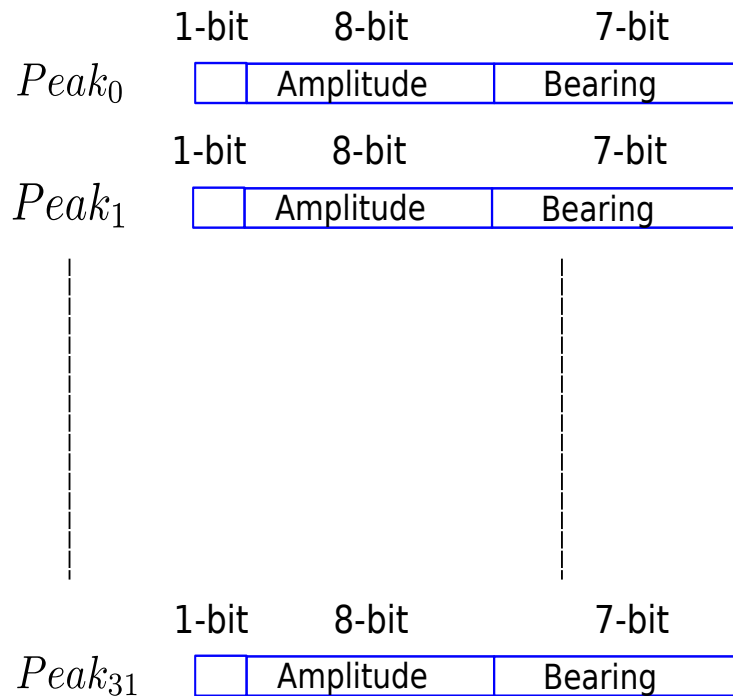 1-bit 8-bit 7-bit
Peak₀ Amplitude Bearing
1-bit 8-bit 7-bit
Peak₁ Amplitude Bearing
1-bit 8-bit 7-bit
Peak₃₁ Amplitude Bearing